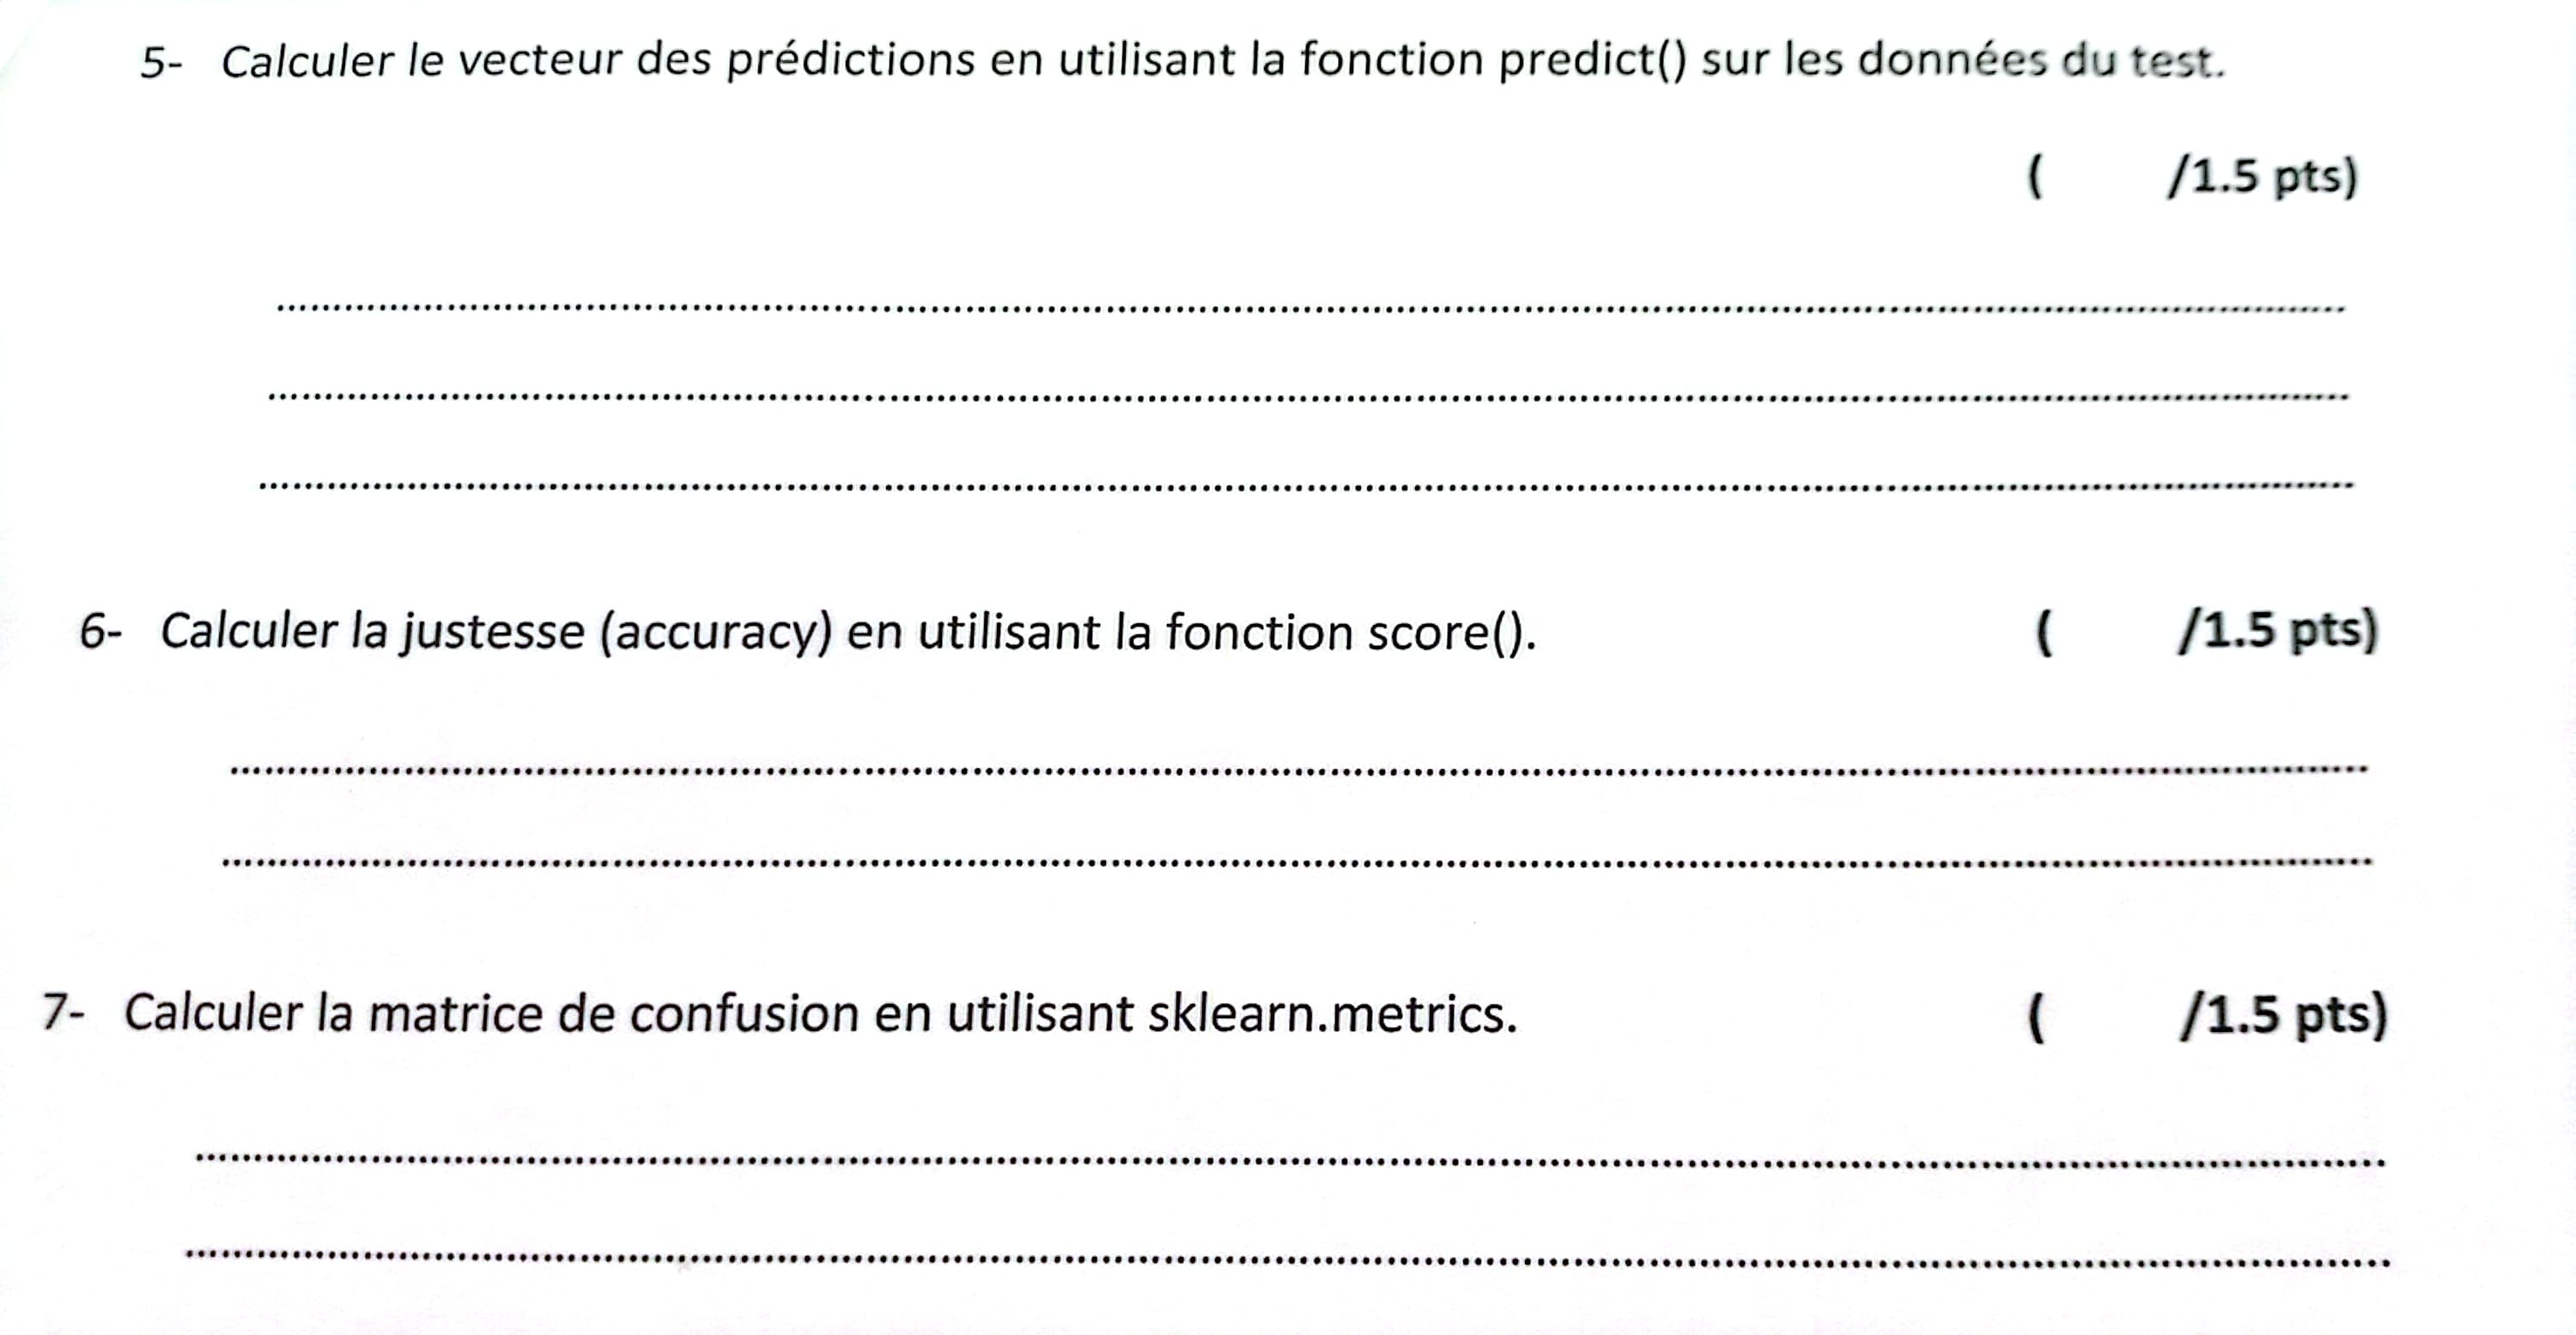 5- Calculer le vecteur des prédictions en utilisant la fonction predict() sur les données du test.
( /1.5 pts)
6- Calculer la justesse (accuracy) en utilisant la fonction score(). ( /1.5 pts)
7- Calculer la matrice de confusion en utilisant sklearn.metrics. ( /1.5 pts)